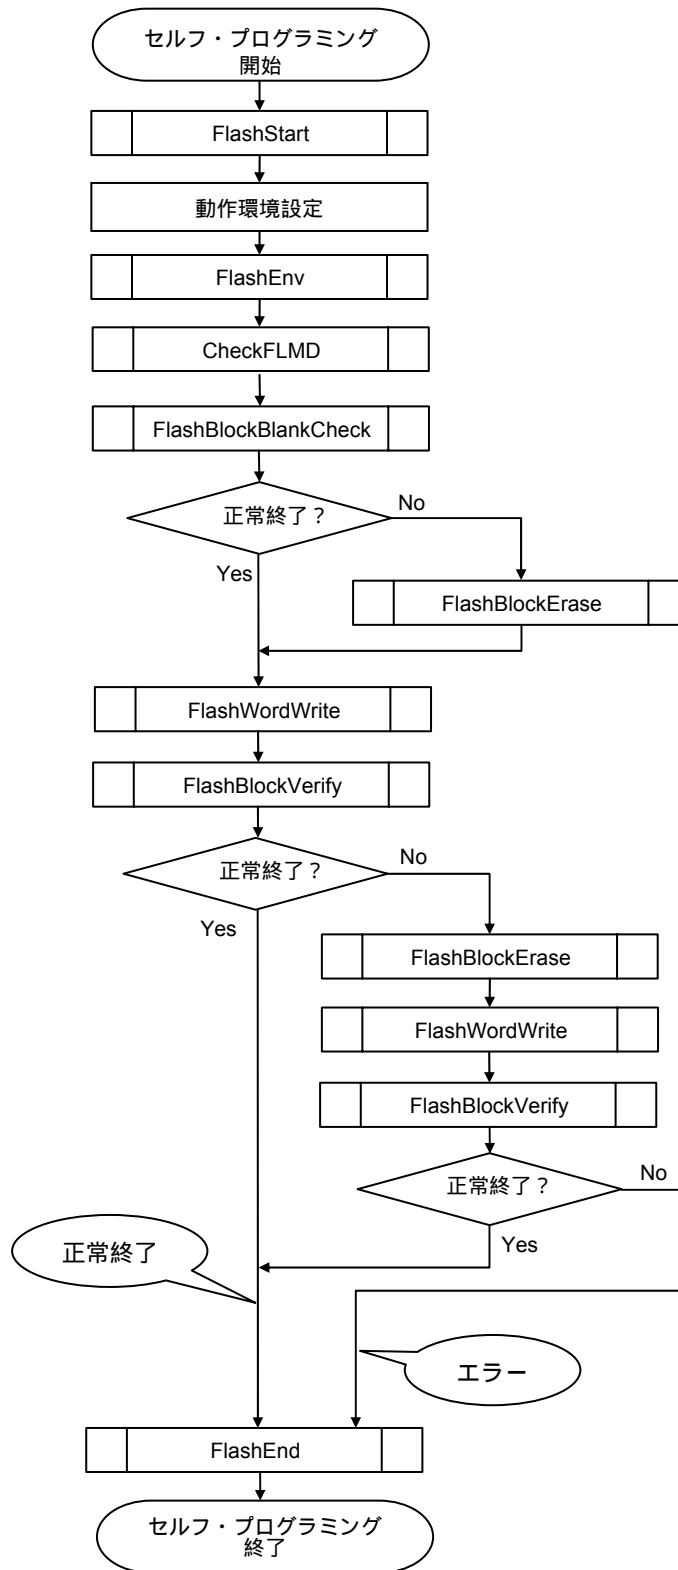 セルフ・プログラミング
開始
FlashStart
動作環境設定
FlashEnv
CheckFLMD
FlashBlockBlankCheck
正常終了？
No
Yes
FlashBlockErase
FlashWordWrite
FlashBlockVerify
正常終了？
No
Yes
FlashBlockErase
FlashWordWrite
FlashBlockVerify
正常終了？
No
Yes
正常終了
エラー
FlashEnd
セルフ・プログラミング
終了